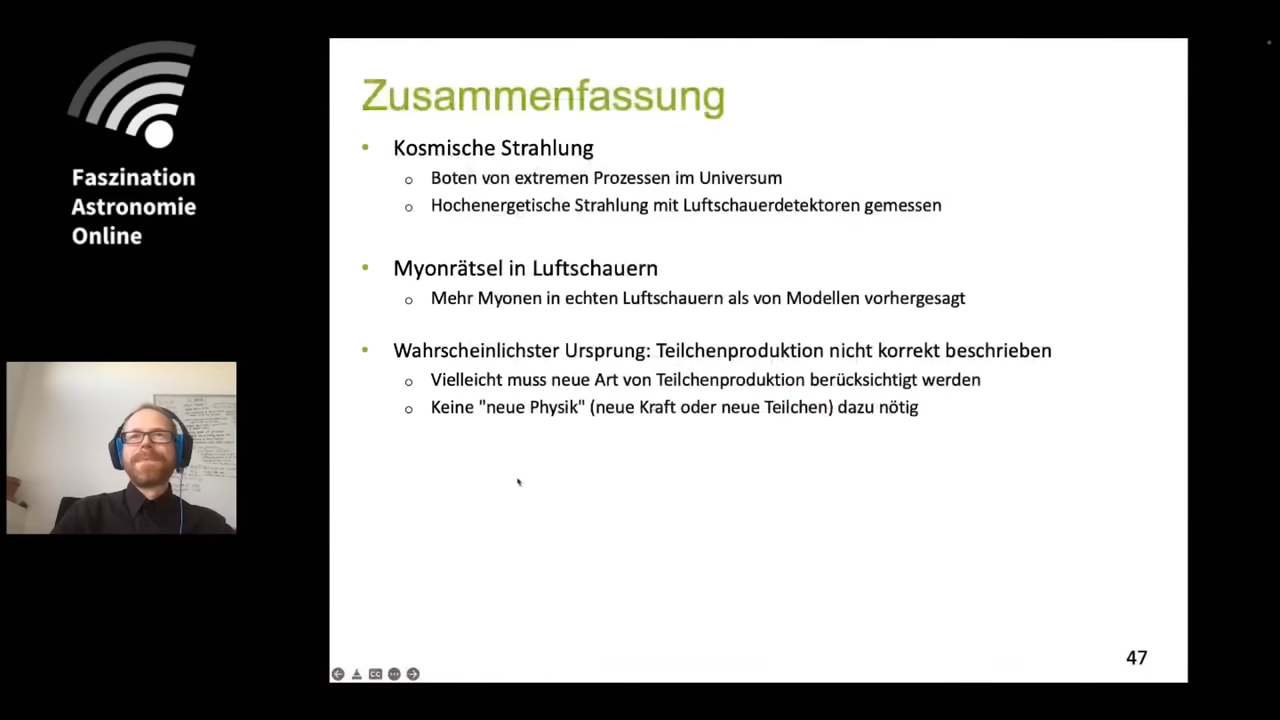 Faszination
Astronomie
Online
Zusammenfassung
Kosmische Strahlung
Boten von extremen Prozessen im Universum
Hochenergetische Strahlung mit Luftschauerdetektoren gemessen
Myonrätsel in Luftschauern
Mehr Myonen in echten Luftschauern als von Modellen vorhergesagt
Wahrscheinlichster Ursprung: Teilchenproduktion nicht korrekt beschrieben
Vielleicht muss neue Art von Teilchenproduktion berücksichtigt werden
Keine "neue Physik" (neue Kraft oder neue Teilchen) dazu nötig
47
CC